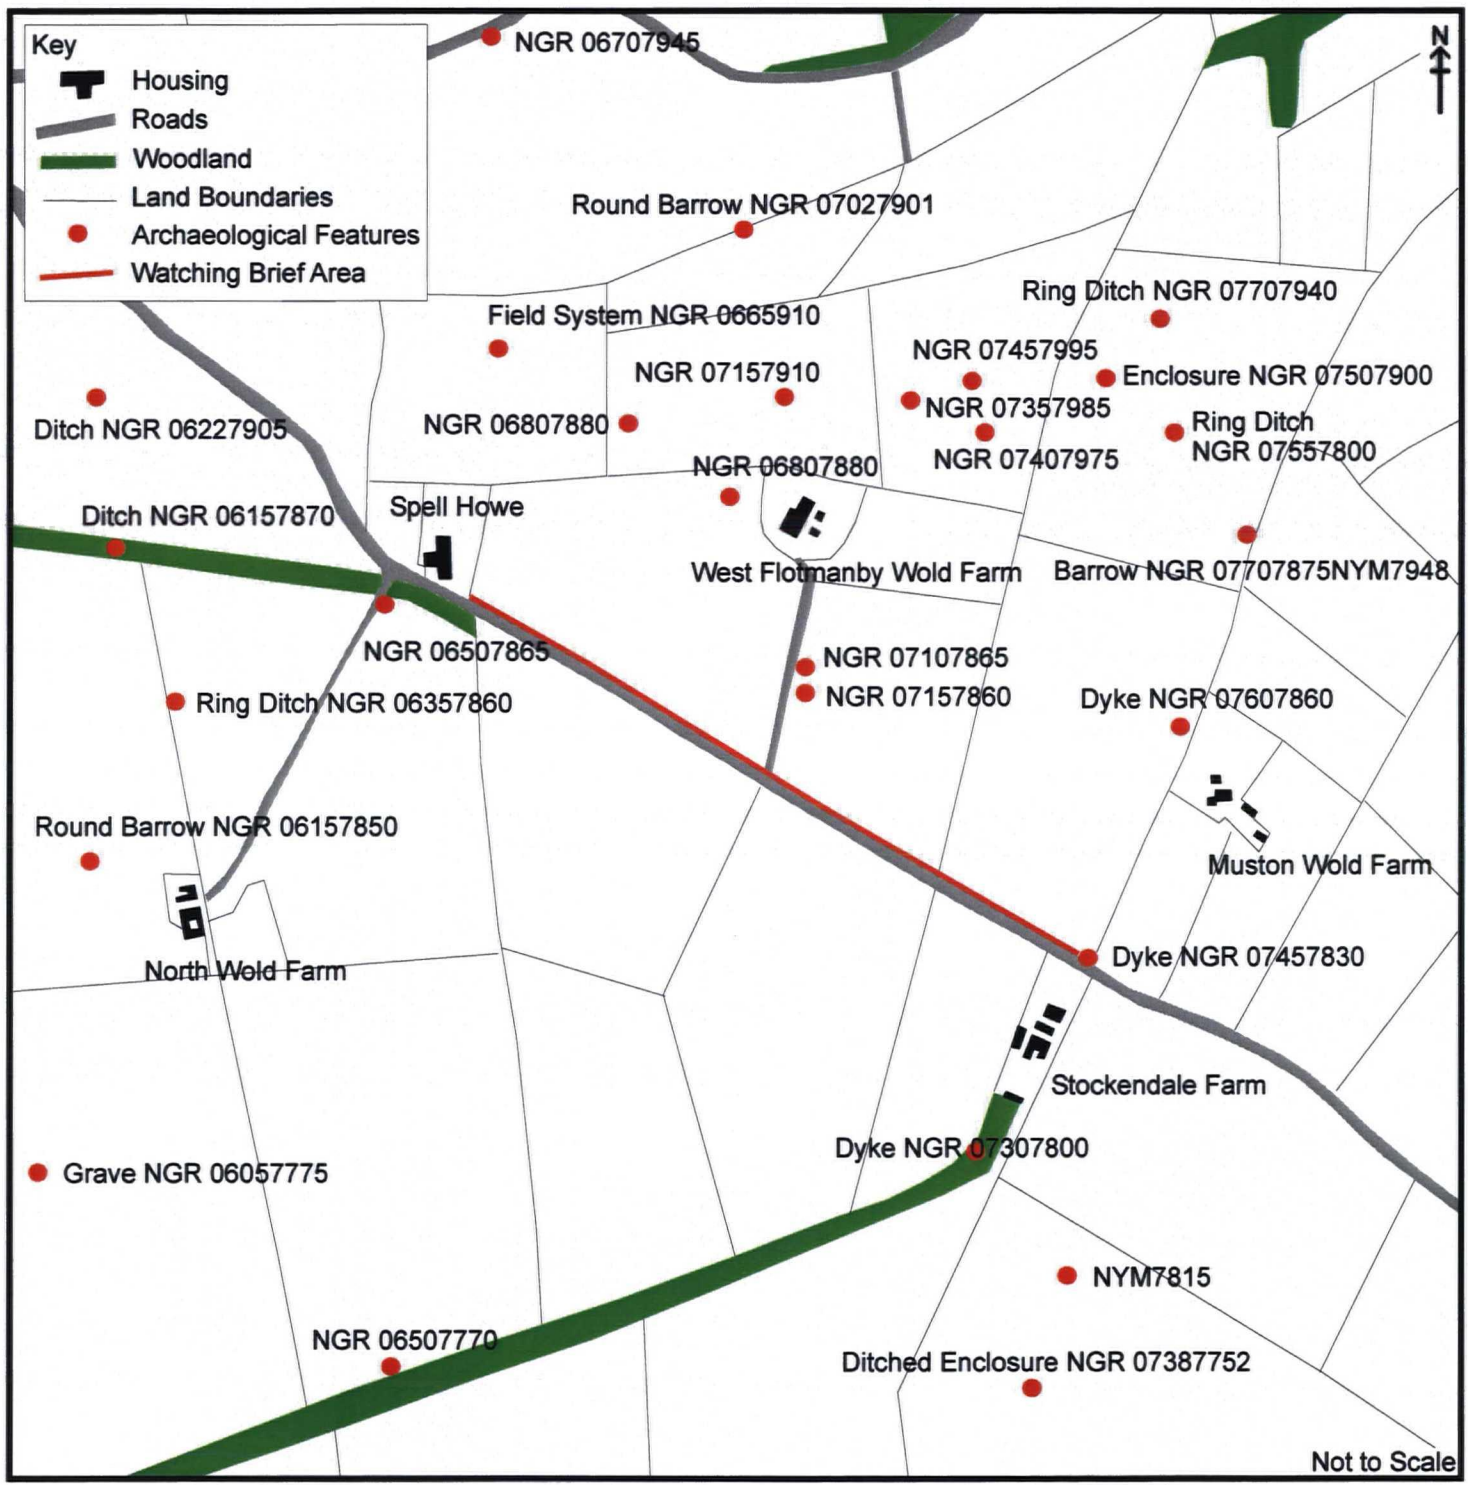 Key
Housing
Roads
Woodland
Land Boundaries
Archaeological Features
Watching Brief Area
N
NGR 06707945
Round Barrow NGR 07027901
Ring Ditch NGR 07707940
Field System NGR 0665910
NGR 07457995
NGR 07157910
Enclosure NGR 07507900
NGR 07357985
NGR 06807880
Ditch NGR 06227905
Ring Ditch
NGR 07557800
NGR 07407975
NGR 06807880
Spell Howe
Ditch NGR 06157870
West Flotmanby Wold Farm
Barrow NGR 07707875NYM7948
NGR 06507865
NGR 07107865
NGR 07157860
Dyke NGR 07607860
Ring Ditch NGR 06357860
Round Barrow NGR 06157850
Muston Wold Farm
Dyke NGR 07457830
North Wold Farm
Stockendale Farm
Dyke NGR 07307800
Grave NGR 06057775
NYM7815
NGR 06507770
Ditched Enclosure NGR 07387752
Not to Scale